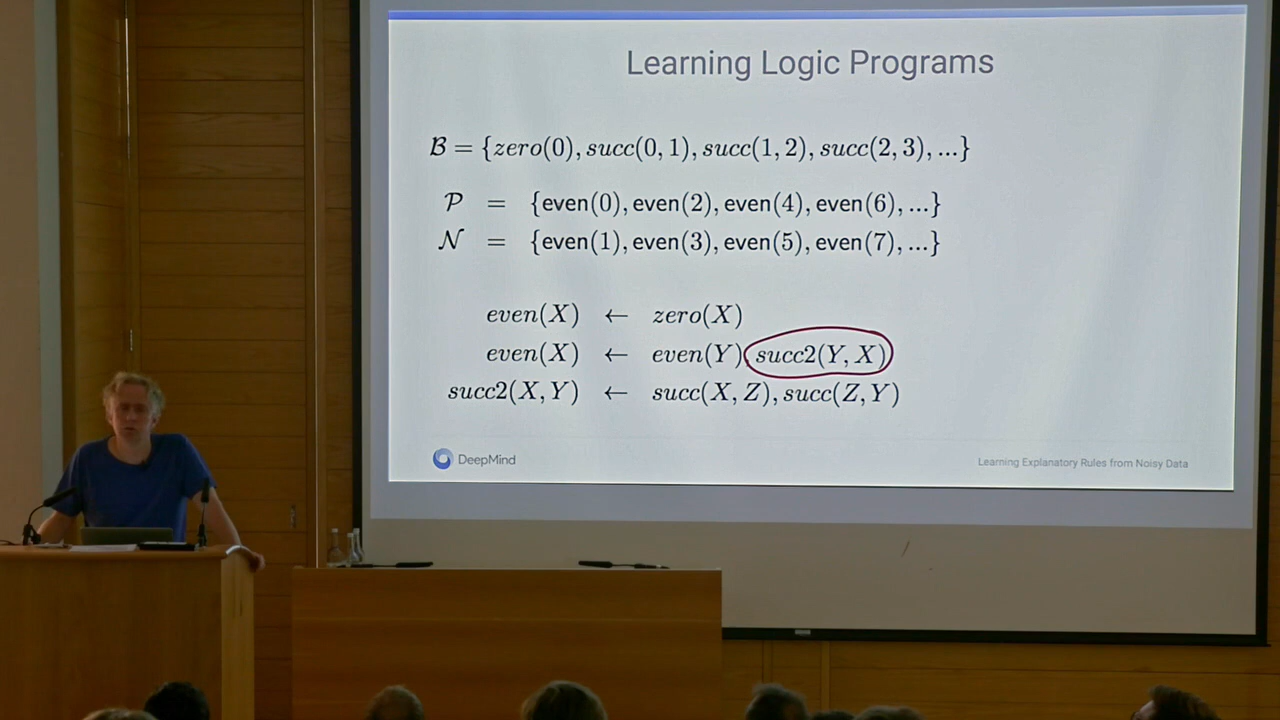 Learning Logic Programs
ℬ = {zero(0), succ(0, 1), succ(1, 2), succ(2, 3), ...}
𝒫 = {even(0), even(2), even(4), even(6), ...}
𝒩 = {even(1), even(3), even(5), even(7), ...}
even(X) ← zero(X)
even(X) ← even(Y), succ2(Y, X)
succ2(X, Y) ← succ(X, Z), succ(Z, Y)
DeepMind
Learning Explanatory Rules from Noisy Data